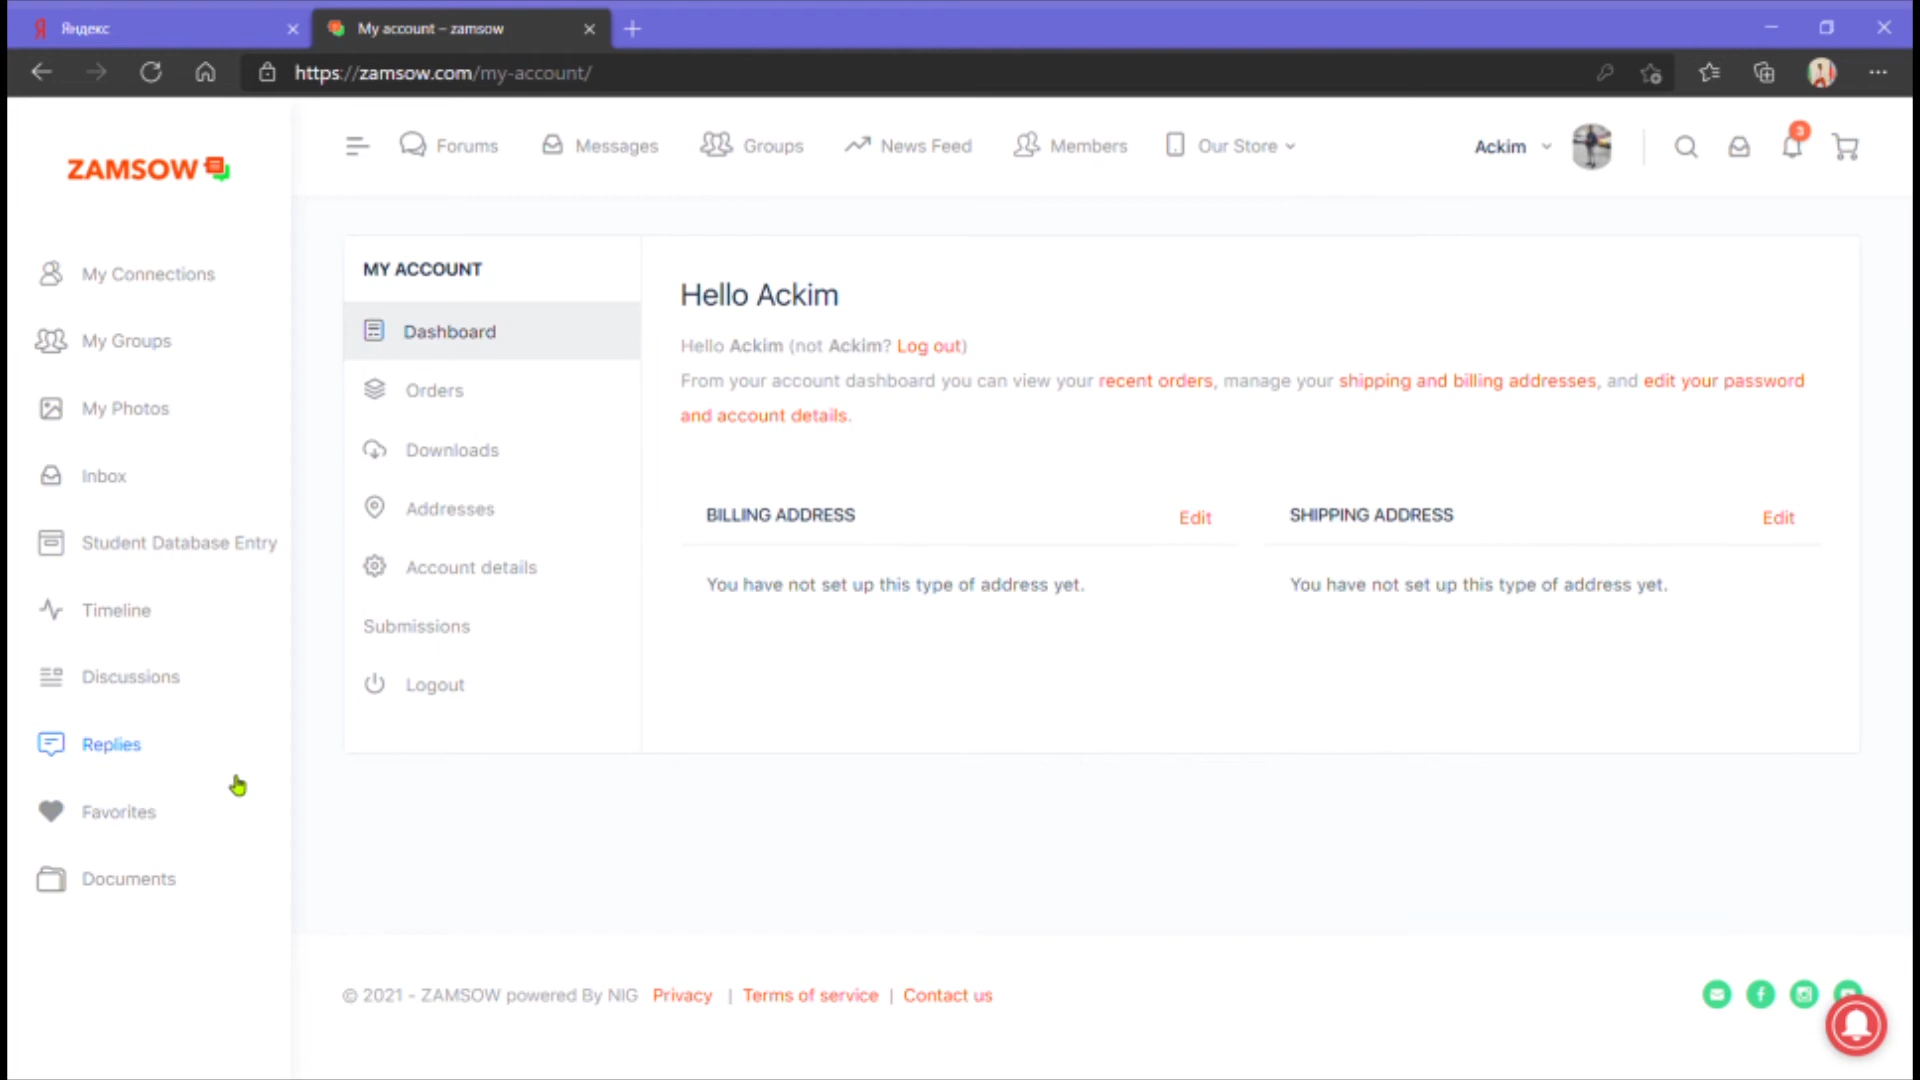 Яндекс
My account – zamsow
https://zamsow.com/my-account/
ZAMSOW
Forums
Messages
Groups
News Feed
Members
Our Store
Ackim
3
My Connections
My Groups
My Photos
Inbox
Student Database Entry
Timeline
Discussions
Replies
Favorites
Documents
MY ACCOUNT
Dashboard
Orders
Downloads
Addresses
Account details
Submissions
Logout
Hello Ackim
Hello Ackim (not Ackim? Log out)
From your account dashboard you can view your recent orders, manage your shipping and billing addresses, and edit your password
and account details.
BILLING ADDRESS
Edit
You have not set up this type of address yet.
SHIPPING ADDRESS
Edit
You have not set up this type of address yet.
© 2021 - ZAMSOW powered By NIG Privacy | Terms of service | Contact us